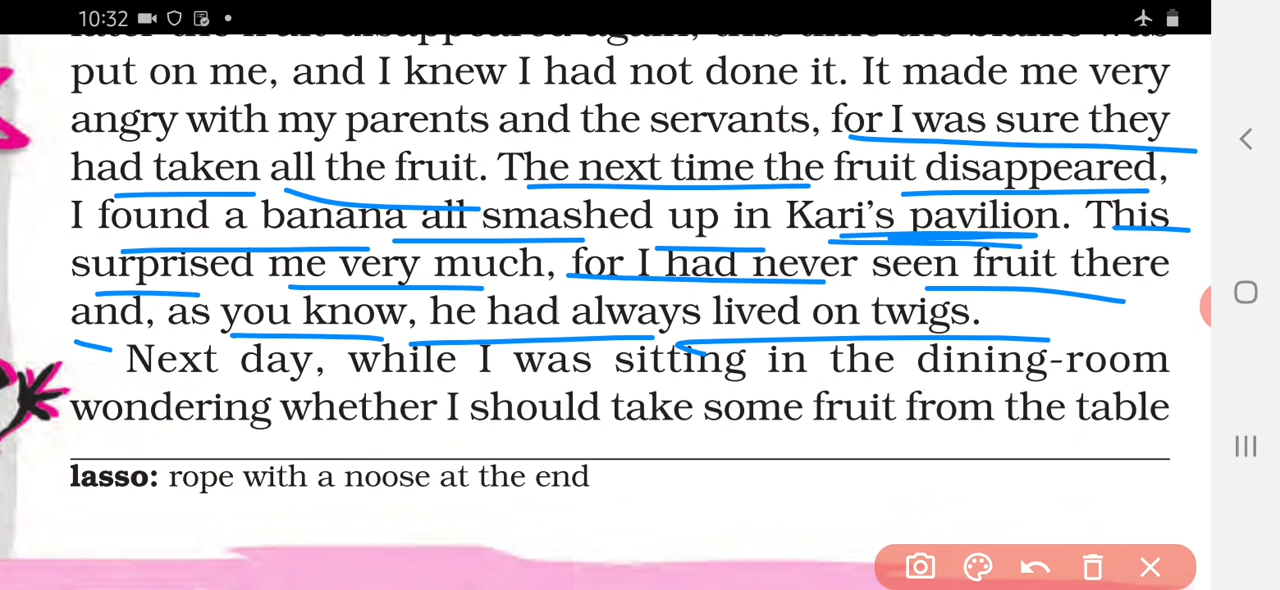 10:32
put on me, and I knew I had not done it. It made me very
angry with my parents and the servants, for I was sure they
had taken all the fruit. The next time the fruit disappeared,
I found a banana all smashed up in Kari's pavilion. This
surprised me very much, for I had never seen fruit there
and, as you know, he had always lived on twigs.
Next day, while I was sitting in the dining-room
wondering whether I should take some fruit from the table
lasso: rope with a noose at the end